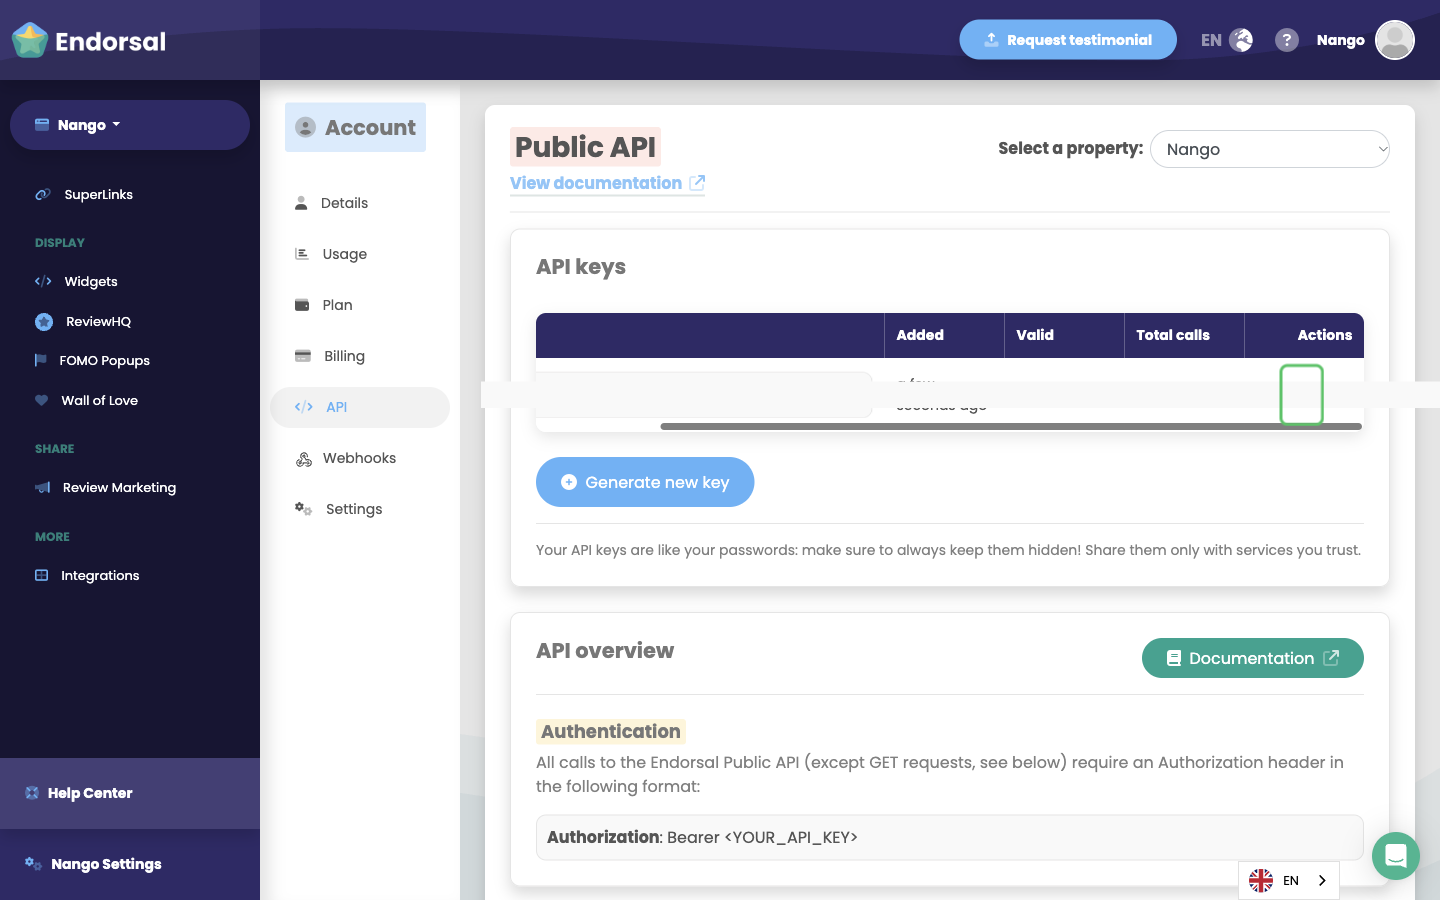 Endorsal
Request testimonial
EN
?
Nango
Nango
SuperLinks
DISPLAY
Widgets
ReviewHQ
FOMO Popups
Wall of Love
SHARE
Review Marketing
MORE
Integrations
Help Center
Nango Settings
Account
Details
Usage
Plan
Billing
API
Webhooks
Settings
Public API
View documentation
Select a property:
Nango
API keys
Added
Valid
Total calls
Actions
Generate new key
Your API keys are like your passwords: make sure to always keep them hidden! Share them only with services you trust.
API overview
Documentation
Authentication
All calls to the Endorsal Public API (except GET requests, see below) require an Authorization header in
the following format:
Authorization: Bearer <YOUR_API_KEY>
EN